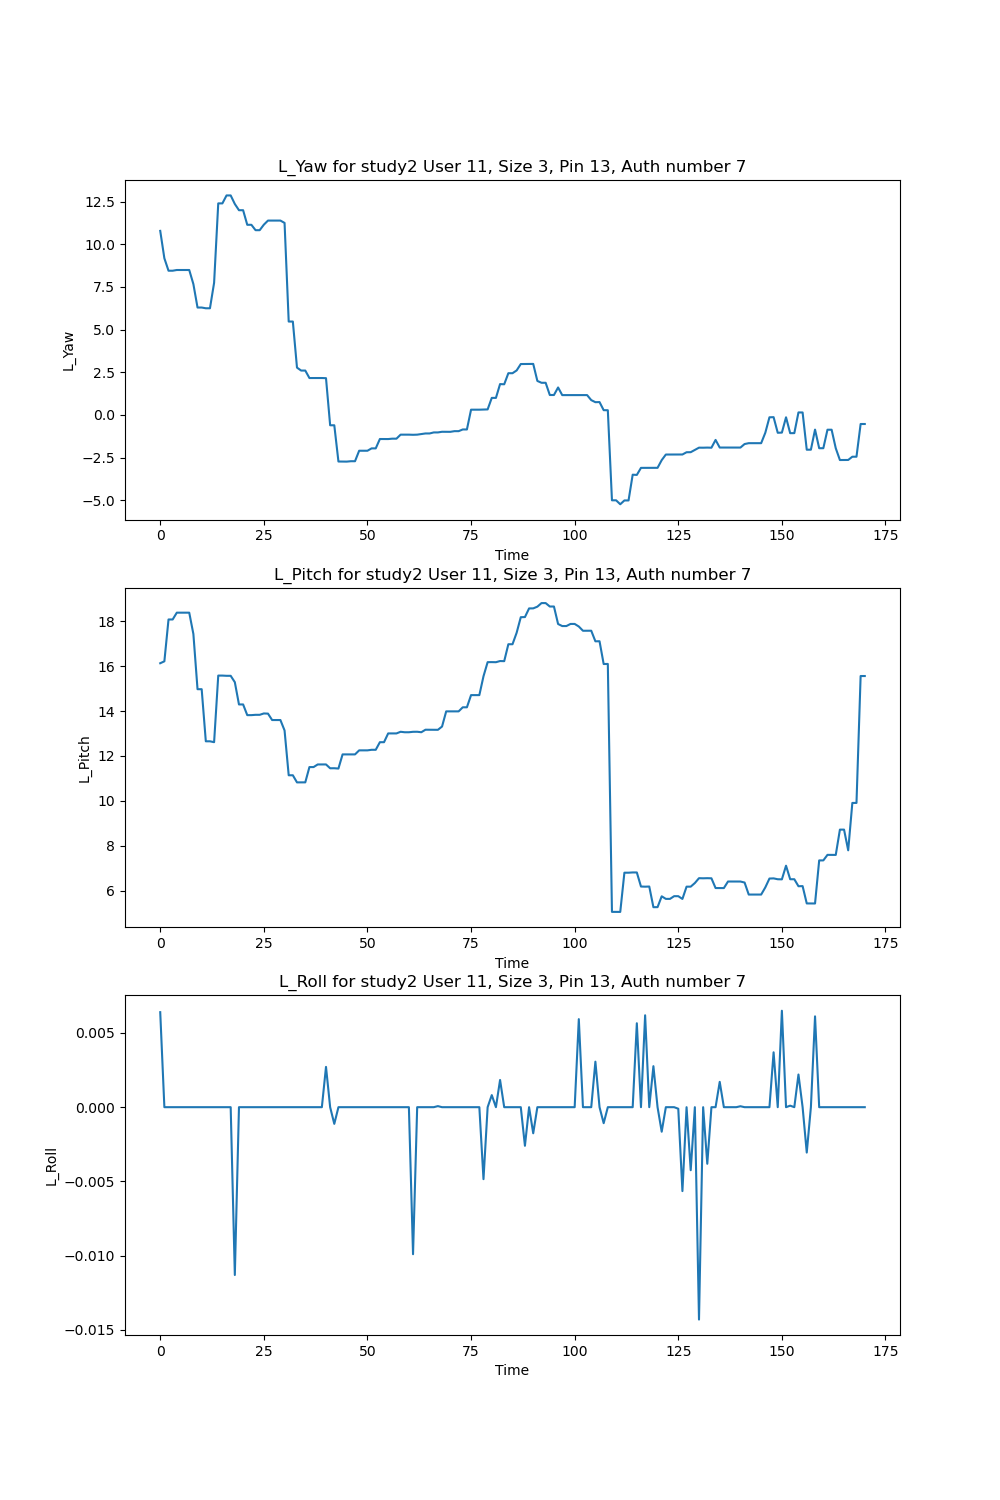 L_Yaw for study2 User 11, Size 3, Pin 13, Auth number 7
12.5
10.0
7.5
5.0
2.5
0.0
−2.5
−5.0
L_Yaw
0 25 50 75 100 125 150 175
Time
L_Pitch for study2 User 11, Size 3, Pin 13, Auth number 7
18
16
14
12
10
8
6
L_Pitch
0 25 50 75 100 125 150 175
Time
L_Roll for study2 User 11, Size 3, Pin 13, Auth number 7
0.005
0.000
−0.005
−0.010
−0.015
L_Roll
0 25 50 75 100 125 150 175
Time